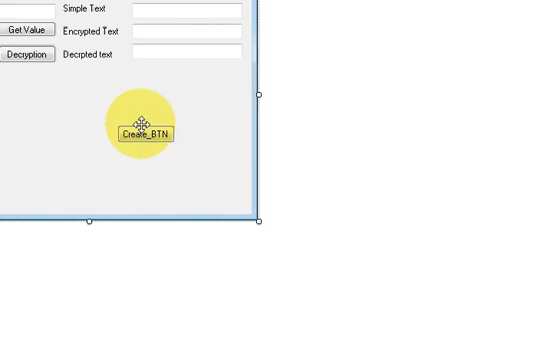 Simple Text
Get Value Encrypted Text
Decryption Decrpted text
Create_BTN